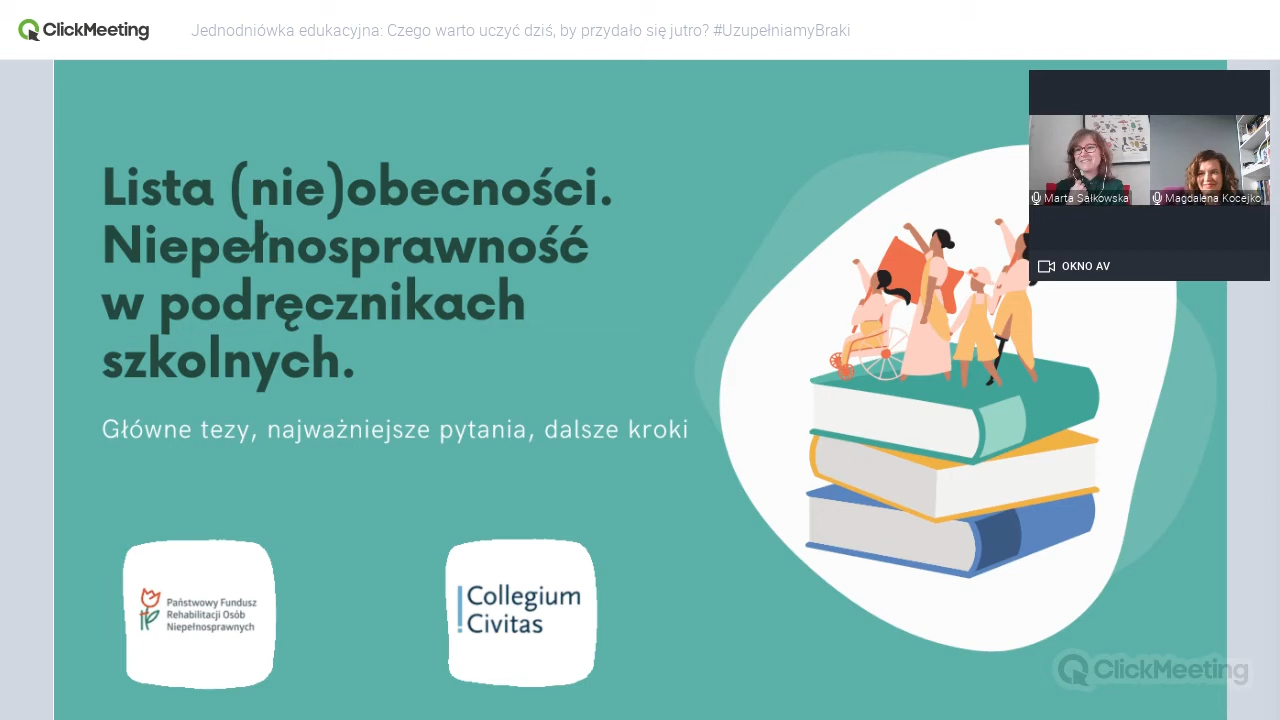 ClickMeeting
Jednodniówka edukacyjna: Czego warto uczyć dziś, by przydało się jutro? #UzupełniamyBraki
Lista (nie)obecności.
Niepełnosprawność
w podręcznikach
szkolnych.
Główne tezy, najważniejsze pytania, dalsze kroki
Marta Sałkowska
Magdalena Kocejko
OKNO AV
Państwowy Fundusz
Rehabilitacji Osób
Niepełnosprawnych
Collegium
Civitas
ClickMeeting